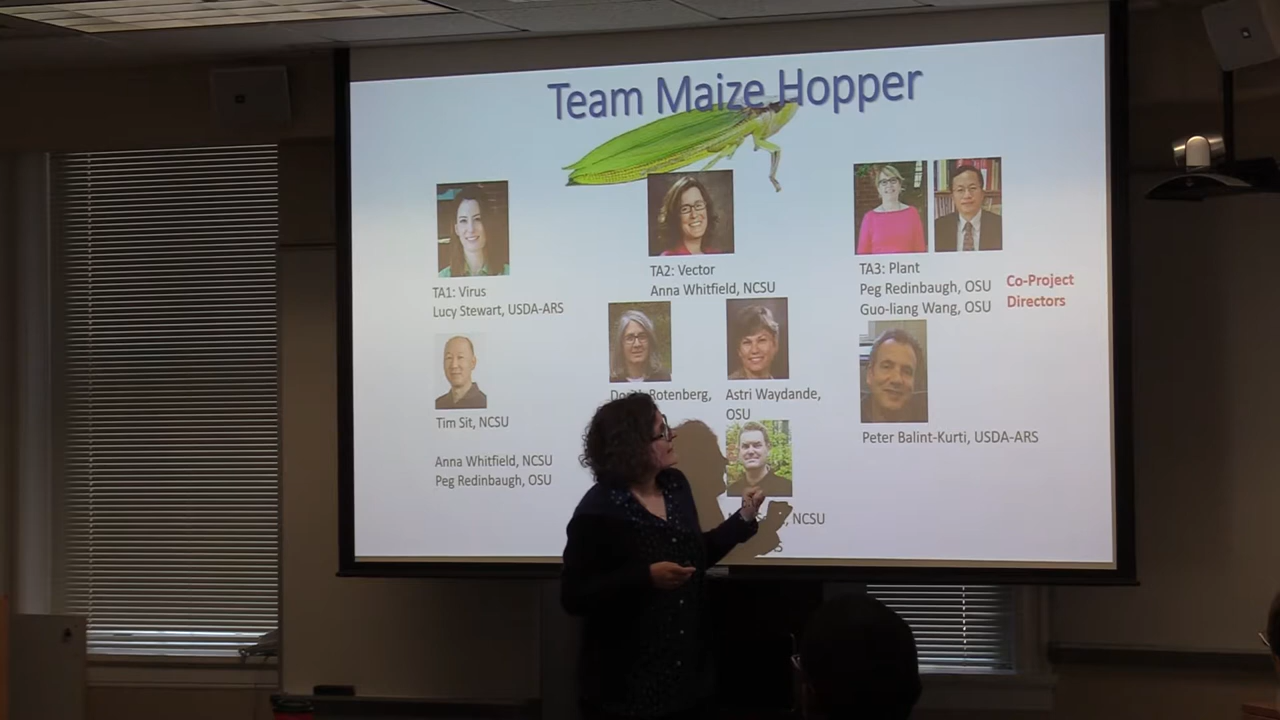 Team Maize Hopper
TA1: Virus
Lucy Stewart, USDA-ARS
Tim Sit, NCSU
Anna Whitfield, NCSU
Peg Redinbaugh, OSU
TA2: Vector
Anna Whitfield, NCSU
Rotenberg,
Astri Waydande,
OSU
, NCSU
TA3: Plant
Peg Redinbaugh, OSU
Guo-liang Wang, OSU
Co-Project
Directors
Peter Balint-Kurti, USDA-ARS